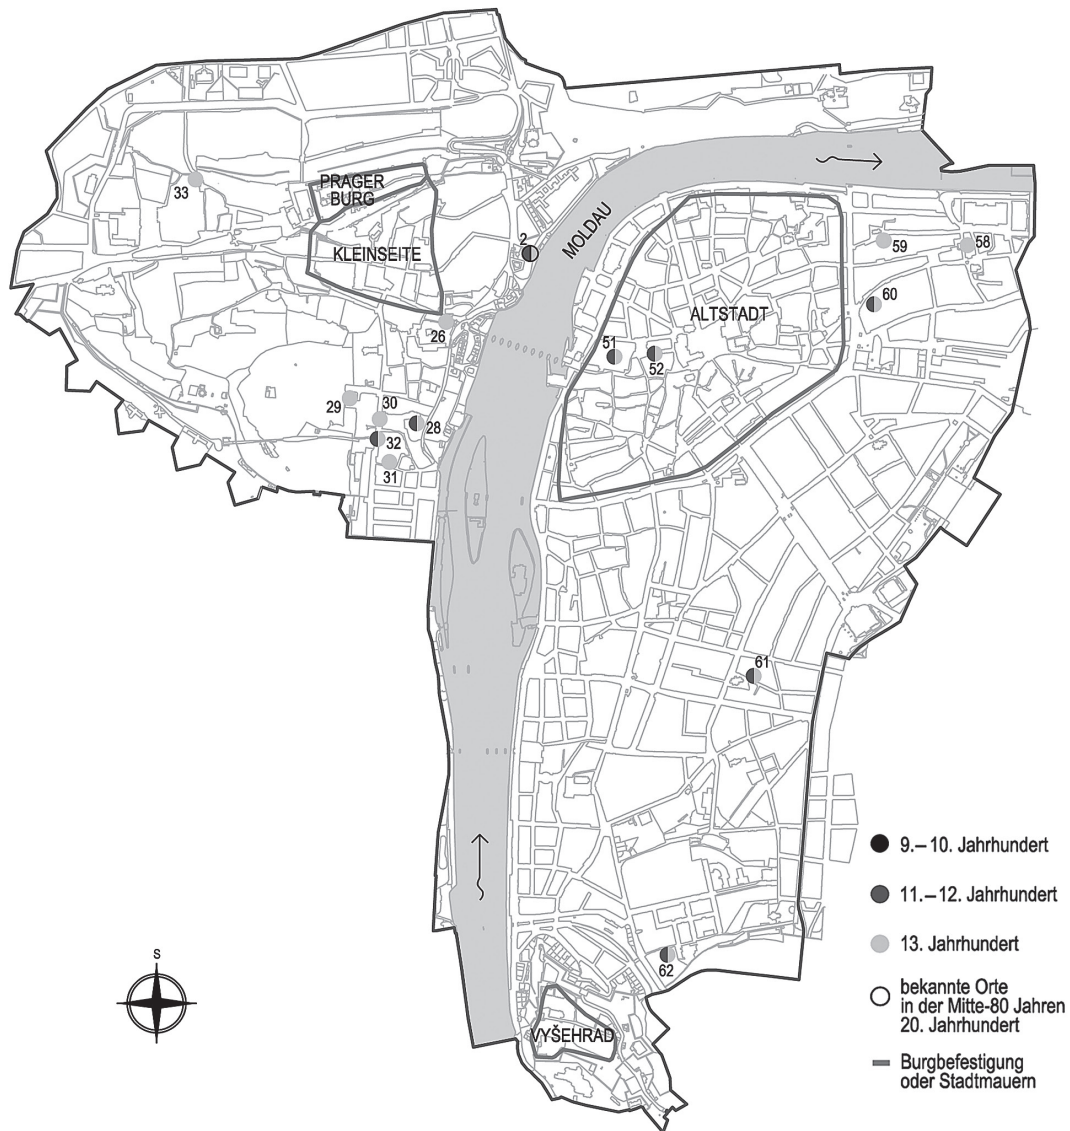 PRAGER
BURG
33
KLEINSEITE
2
MOLDAU
59
58
60
ALTSTADT
26
51
52
29
30
28
32
31
61
62
VYŠEHRAD
S
9.–10. Jahrhundert
11.–12. Jahrhundert
13. Jahrhundert
bekannte Orte
in der Mitte-80 Jahren
20. Jahrhundert
Burgbefestigung
oder Stadtmauern